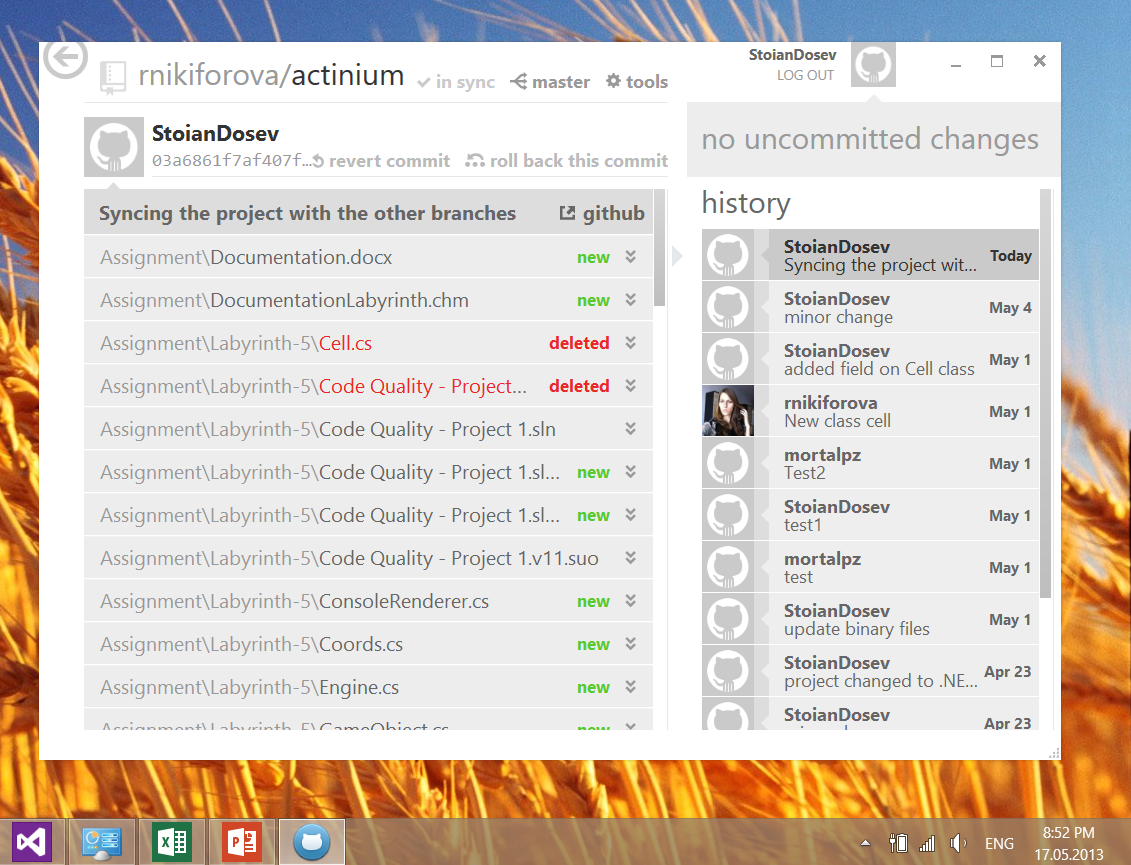 StoianDosev
LOG OUT
rnikiforova/actinium in sync master tools
no uncommitted changes
StoianDosev
03a6861f7af407f... revert commit roll back this commit
Syncing the project with the other branches github
Assignment\Documentation.docx new
Assignment\DocumentationLabyrinth.chm new
Assignment\Labyrinth-5\Cell.cs deleted
Assignment\Labyrinth-5\Code Quality - Project... deleted
Assignment\Labyrinth-5\Code Quality - Project 1.sln
Assignment\Labyrinth-5\Code Quality - Project 1.sl... new
Assignment\Labyrinth-5\Code Quality - Project 1.sl... new
Assignment\Labyrinth-5\Code Quality - Project 1.v11.suo
Assignment\Labyrinth-5\ConsoleRenderer.cs new
Assignment\Labyrinth-5\Coords.cs new
Assignment\Labyrinth-5\Engine.cs new
Assignment\Labyrinth-5\GameObject.cs new
history
StoianDosev
Syncing the project wit... Today
StoianDosev
minor change May 4
StoianDosev
added field on Cell class May 1
rnikiforova
New class cell May 1
mortalpz
Test2 May 1
StoianDosev
test1 May 1
mortalpz
test May 1
StoianDosev
update binary files May 1
StoianDosev
project changed to .NE... Apr 23
StoianDosev
Apr 23
ENG
8:52 PM
17.05.2013